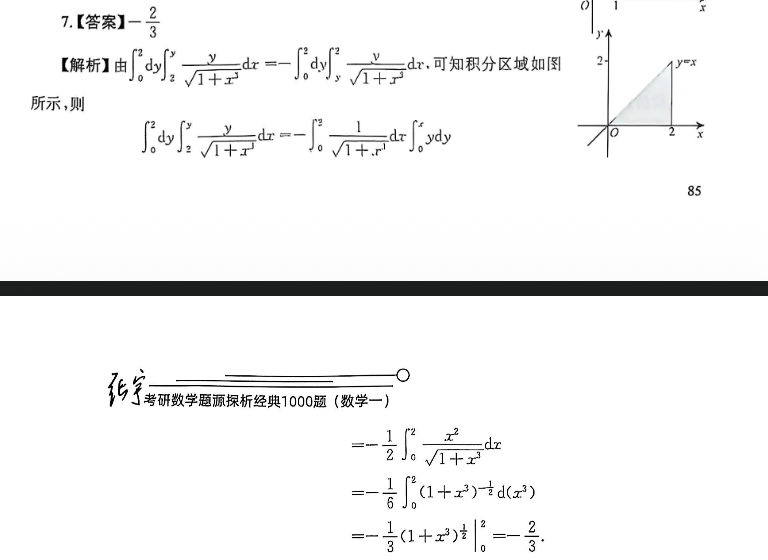 7.【答案】$-\frac{2}{3}$
【解析】由$\int_0^2 dy\int_2^y \frac{y}{\sqrt{1+x^3}}dx=-\int_0^2 dy\int_y^2 \frac{y}{\sqrt{1+x^3}}dx$,可知积分区域如图
所示,则
$\int_0^2 dy\int_2^y \frac{y}{\sqrt{1+x^3}}dx=-\int_0^2 \frac{1}{\sqrt{1+x^3}}dx\int_0^x ydy$
O 1 x
y
2
y=x
O 2 x
85
张宇 考研数学题源探析经典1000题（数学一）
$=-\frac{1}{2}\int_0^2 \frac{x^2}{\sqrt{1+x^3}}dx$
$=-\frac{1}{6}\int_0^2 (1+x^3)^{-\frac{1}{2}}d(x^3)$
$=-\frac{1}{3}(1+x^3)^{\frac{1}{2}}\Big|_0^2=-\frac{2}{3}.$